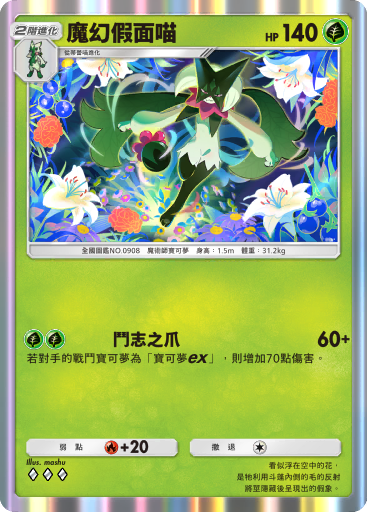 2階進化
魔幻假面喵
HP 140
從蒂蕾喵進化
全國圖鑑NO.0908 魔術師寶可夢 身高：1.5m 體重：31.2kg
鬥志之爪 60+
若對手的戰鬥寶可夢為「寶可夢ex」，則增加70點傷害。
弱點 +20
撤退
Illus. mashu
看似浮在空中的花，
是牠利用斗篷內側的毛的反射
將莖隱藏後呈現出的假象。